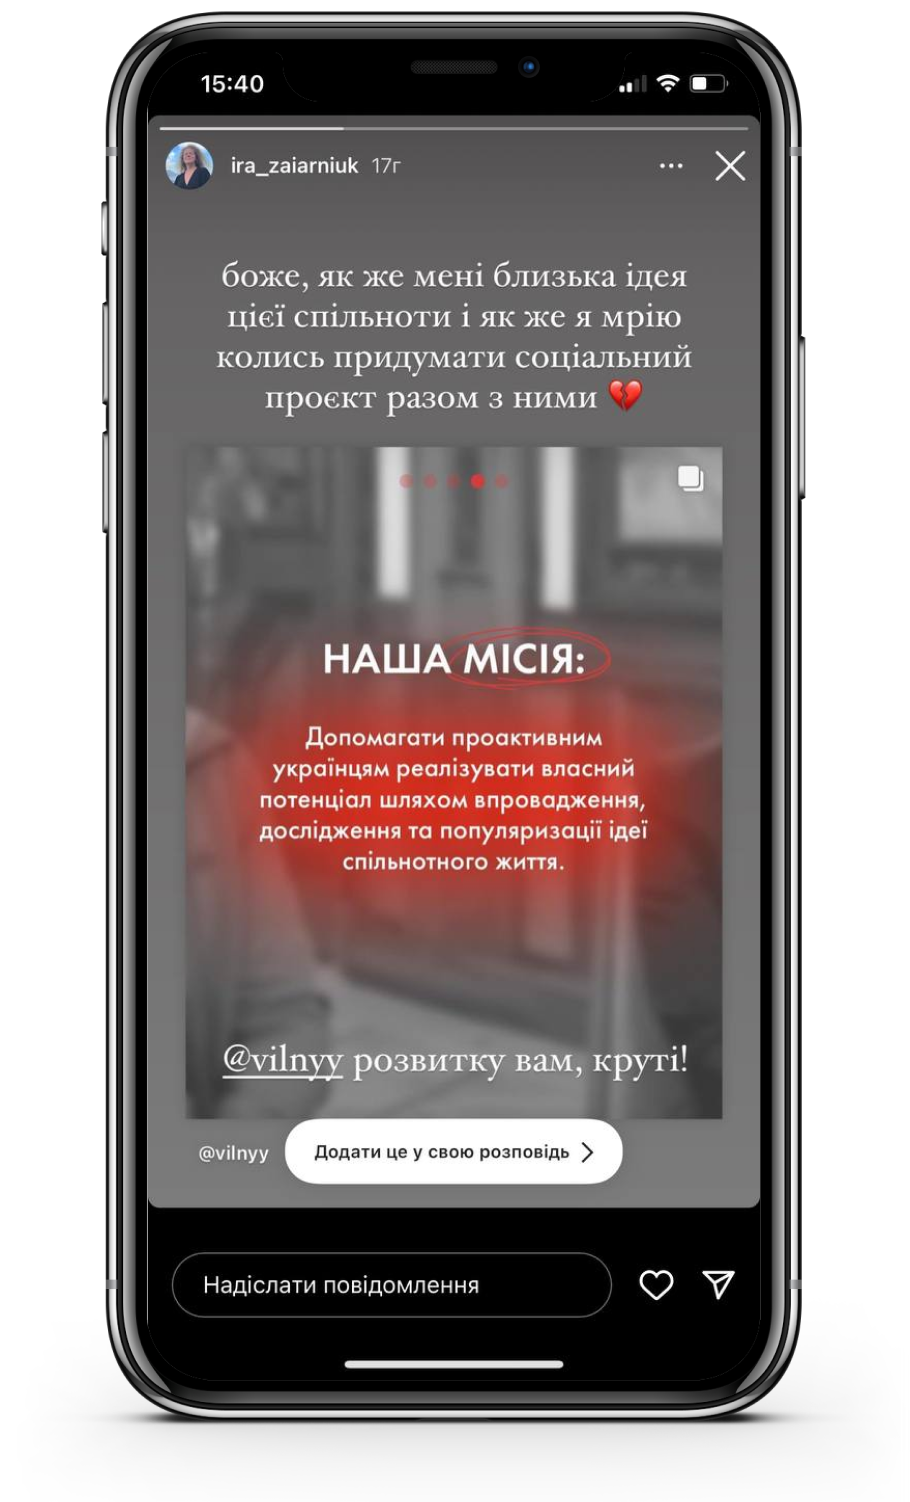 15:40
ira_zaiarniuk 17г
боже, як же мені близька ідея
цієї спільноти і як же я мрію
колись придумати соціальний
проєкт разом з ними 💔
НАША МІСІЯ:
Допомагати проактивним
українцям реалізувати власний
потенціал шляхом впровадження,
дослідження та популяризації ідеї
спільнотного життя.
@vilnyy розвитку вам, круті!
@vilnyy
Додати це у свою розповідь
Надіслати повідомлення